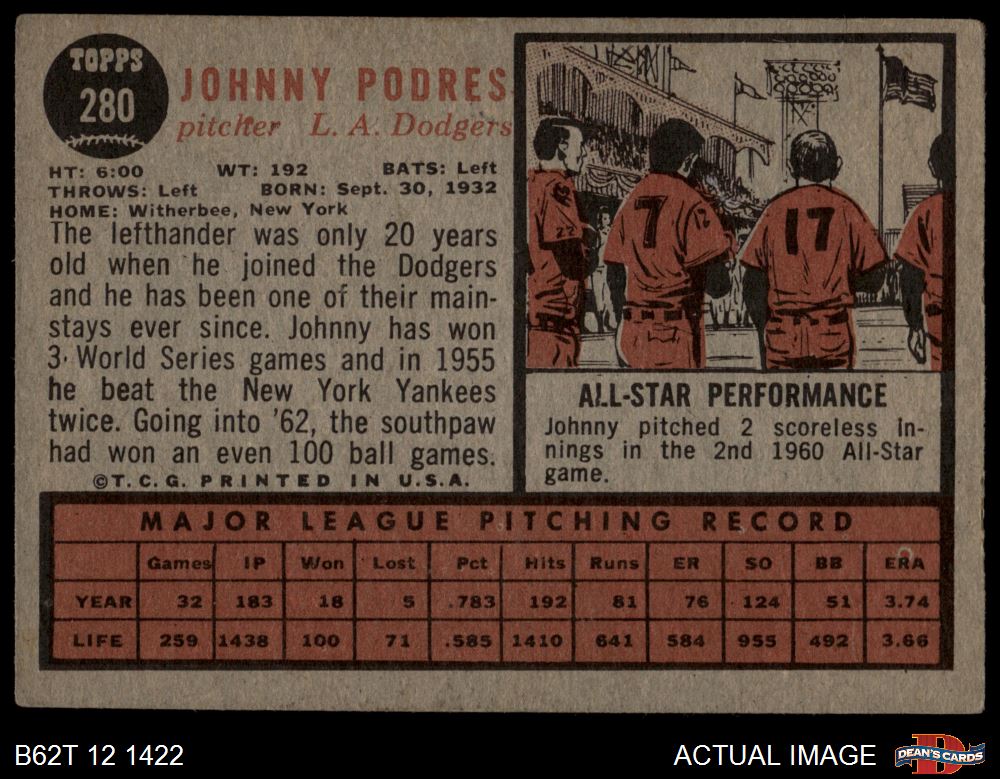 TOPPS
280
JOHNNY PODRES
pitcher L. A. Dodgers
HT: 6:00 WT: 192 BATS: Left
THROWS: Left BORN: Sept. 30, 1932
HOME: Witherbee, New York
The lefthander was only 20 years
old when he joined the Dodgers
and he has been one of their main-
stays ever since. Johnny has won
3 World Series games and in 1955
he beat the New York Yankees
twice. Going into '62, the southpaw
had won an even 100 ball games.
©T.C.G. PRINTED IN U.S.A.
22
7
12
17
ALL-STAR PERFORMANCE
Johnny pitched 2 scoreless in-
nings in the 2nd 1960 All-Star
game.
MAJOR LEAGUE PITCHING RECORD
Games IP Won Lost Pct Hits Runs ER SO BB ERA
YEAR 32 183 18 5 .783 192 81 76 124 51 3.74
LIFE 259 1438 100 71 .585 1410 641 584 955 492 3.66
B62T 12 1422
ACTUAL IMAGE
DEAN'S CARDS